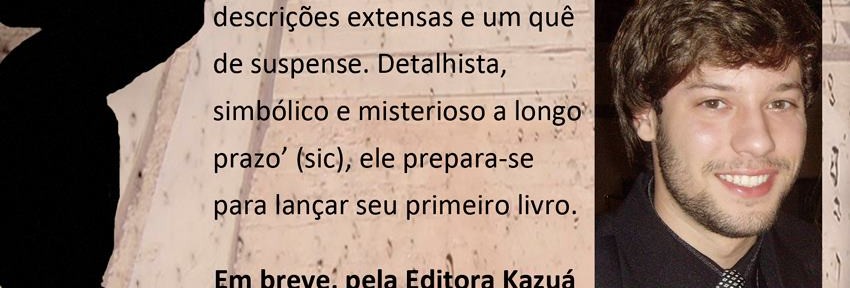 descrições extensas e um quê
de suspense. Detalhista,
simbólico e misterioso a longo
prazo’ (sic), ele prepara-se
para lançar seu primeiro livro.
Em breve, pela Editora Kazuá